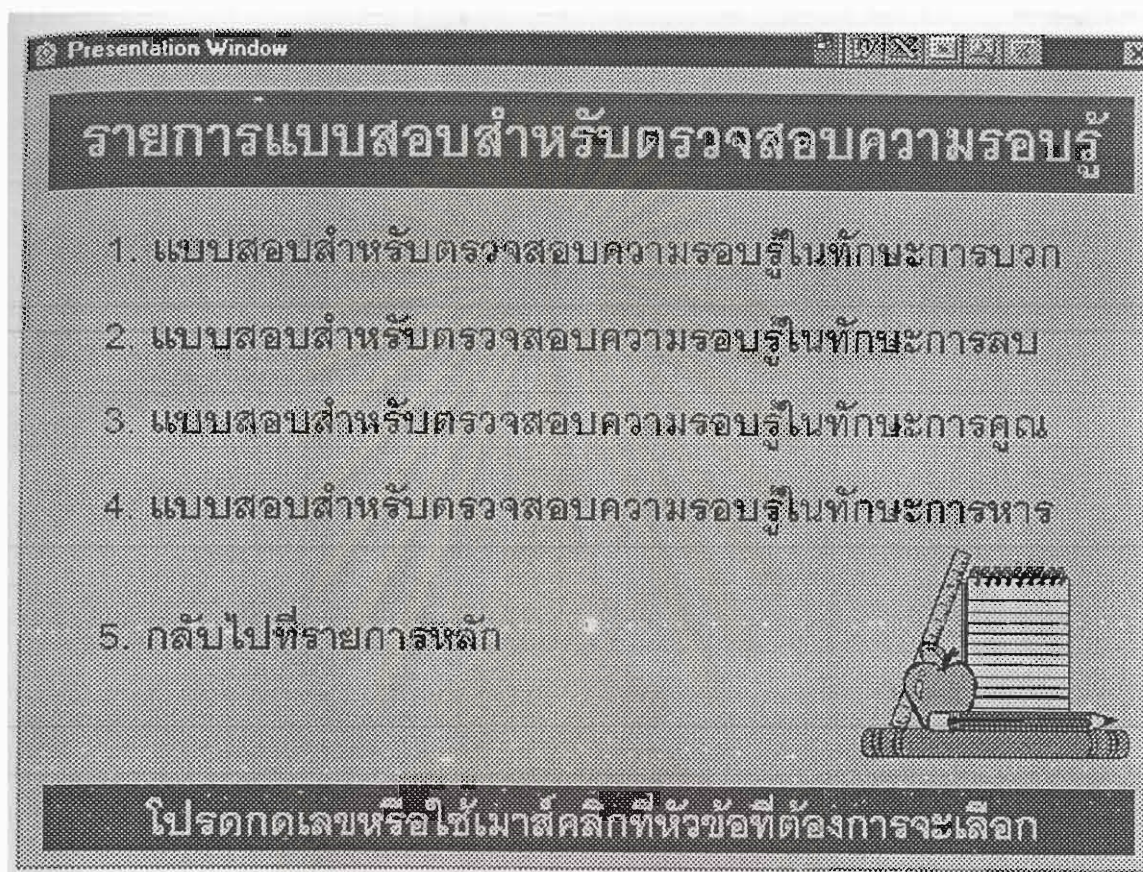 Presentation Window
รายการแบบสอบสำหรับตรวจสอบความรอบรู้
1. แบบสอบสำหรับตรวจสอบความรอบรู้ในทักษะการบวก
2. แบบสอบสำหรับตรวจสอบความรอบรู้ในทักษะการลบ
3. แบบสอบสำหรับตรวจสอบความรอบรู้ในทักษะการคูณ
4. แบบสอบสำหรับตรวจสอบความรอบรู้ในทักษะการหาร
5. กลับไปที่รายการหลัก
โปรดกดเลขหรือใช้เมาส์คลิกที่หัวข้อที่ต้องการจะเลือก